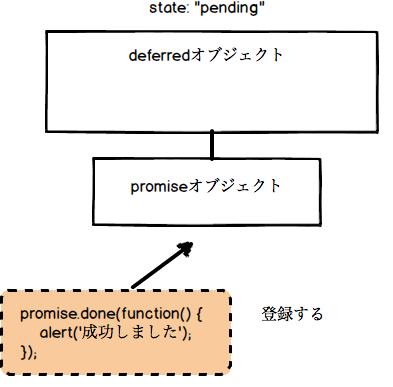 state: "pending"
deferredオブジェクト
promiseオブジェクト
promise.done(function() {
alert('成功しました');
});
登録する